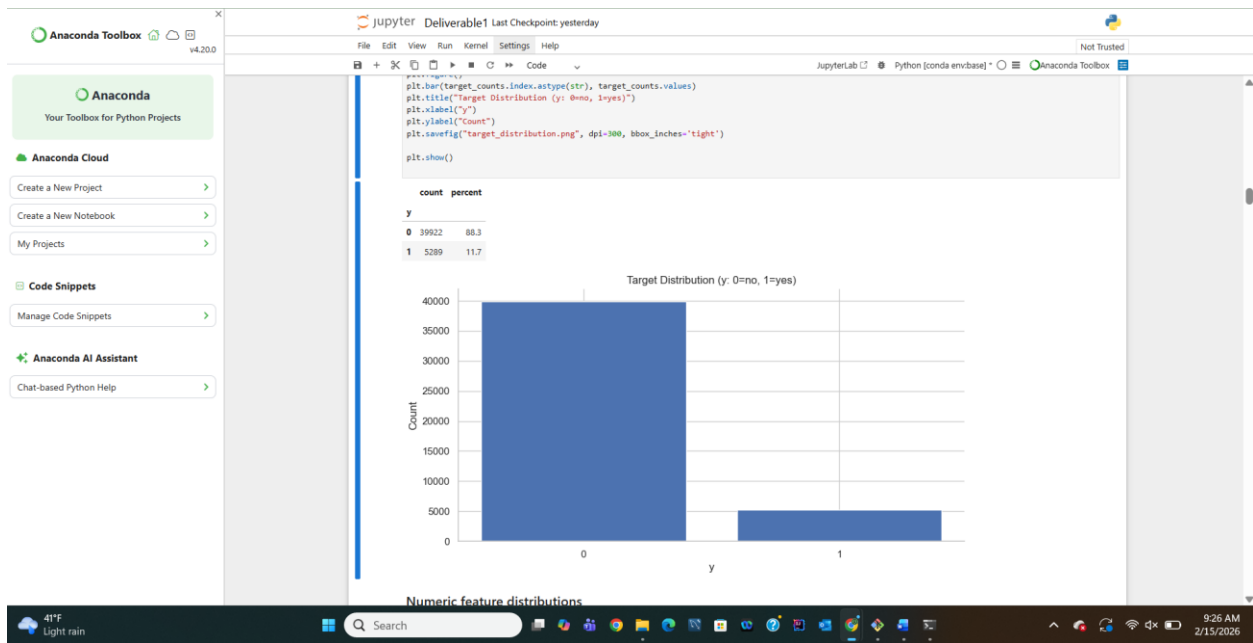 Anaconda Toolbox
v4.20.0
Anaconda
Your Toolbox for Python Projects
Anaconda Cloud
Create a New Project
Create a New Notebook
My Projects
Code Snippets
Manage Code Snippets
Anaconda AI Assistant
Chat-based Python Help
jupyter Deliverable1 Last Checkpoint: yesterday
File Edit View Run Kernel Settings Help
Not Trusted
Code
JupyterLab
Python [conda env:base] *
Anaconda Toolbox
plt.bar(target_counts.index.astype(str), target_counts.values)
plt.title("Target Distribution (y: 0=no, 1=yes)")
plt.xlabel("y")
plt.ylabel("Count")
plt.savefig("target_distribution.png", dpi=300, bbox_inches='tight')
plt.show()
count percent
y
0 39922 88.3
1 5289 11.7
Target Distribution (y: 0=no, 1=yes)
40000
35000
30000
25000
20000
15000
10000
5000
0
Count
0 1
y
Numeric feature distributions
41°F
Light rain
Search
9:26 AM
2/15/2026